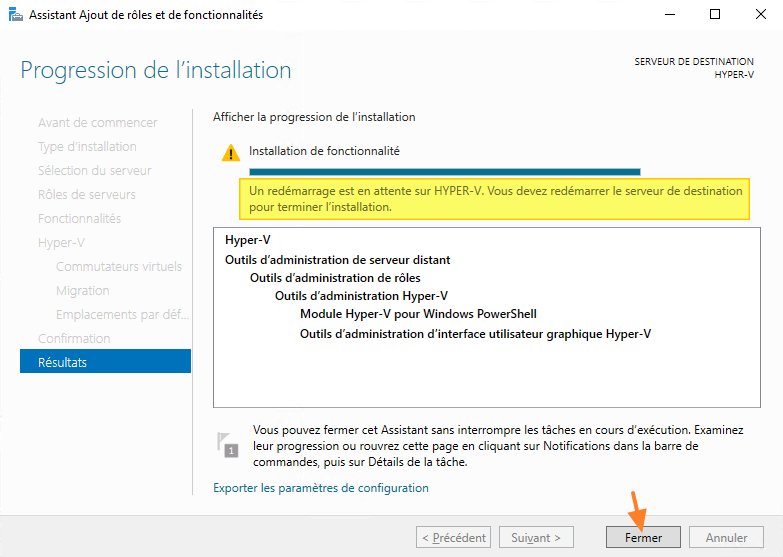 Assistant Ajout de rôles et de fonctionnalités
Progression de l'installation
SERVEUR DE DESTINATION
HYPER-V
Avant de commencer
Type d'installation
Sélection du serveur
Rôles de serveurs
Fonctionnalités
Hyper-V
Commutateurs virtuels
Migration
Emplacements par déf...
Confirmation
Résultats
Afficher la progression de l'installation
Installation de fonctionnalité
Un redémarrage est en attente sur HYPER-V. Vous devez redémarrer le serveur de destination
pour terminer l'installation.
Hyper-V
Outils d'administration de serveur distant
Outils d'administration de rôles
Outils d'administration Hyper-V
Module Hyper-V pour Windows PowerShell
Outils d'administration d'interface utilisateur graphique Hyper-V
1
Vous pouvez fermer cet Assistant sans interrompre les tâches en cours d'exécution. Examinez
leur progression ou rouvrez cette page en cliquant sur Notifications dans la barre de
commandes, puis sur Détails de la tâche.
Exporter les paramètres de configuration
< Précédent
Suivant >
Fermer
Annuler